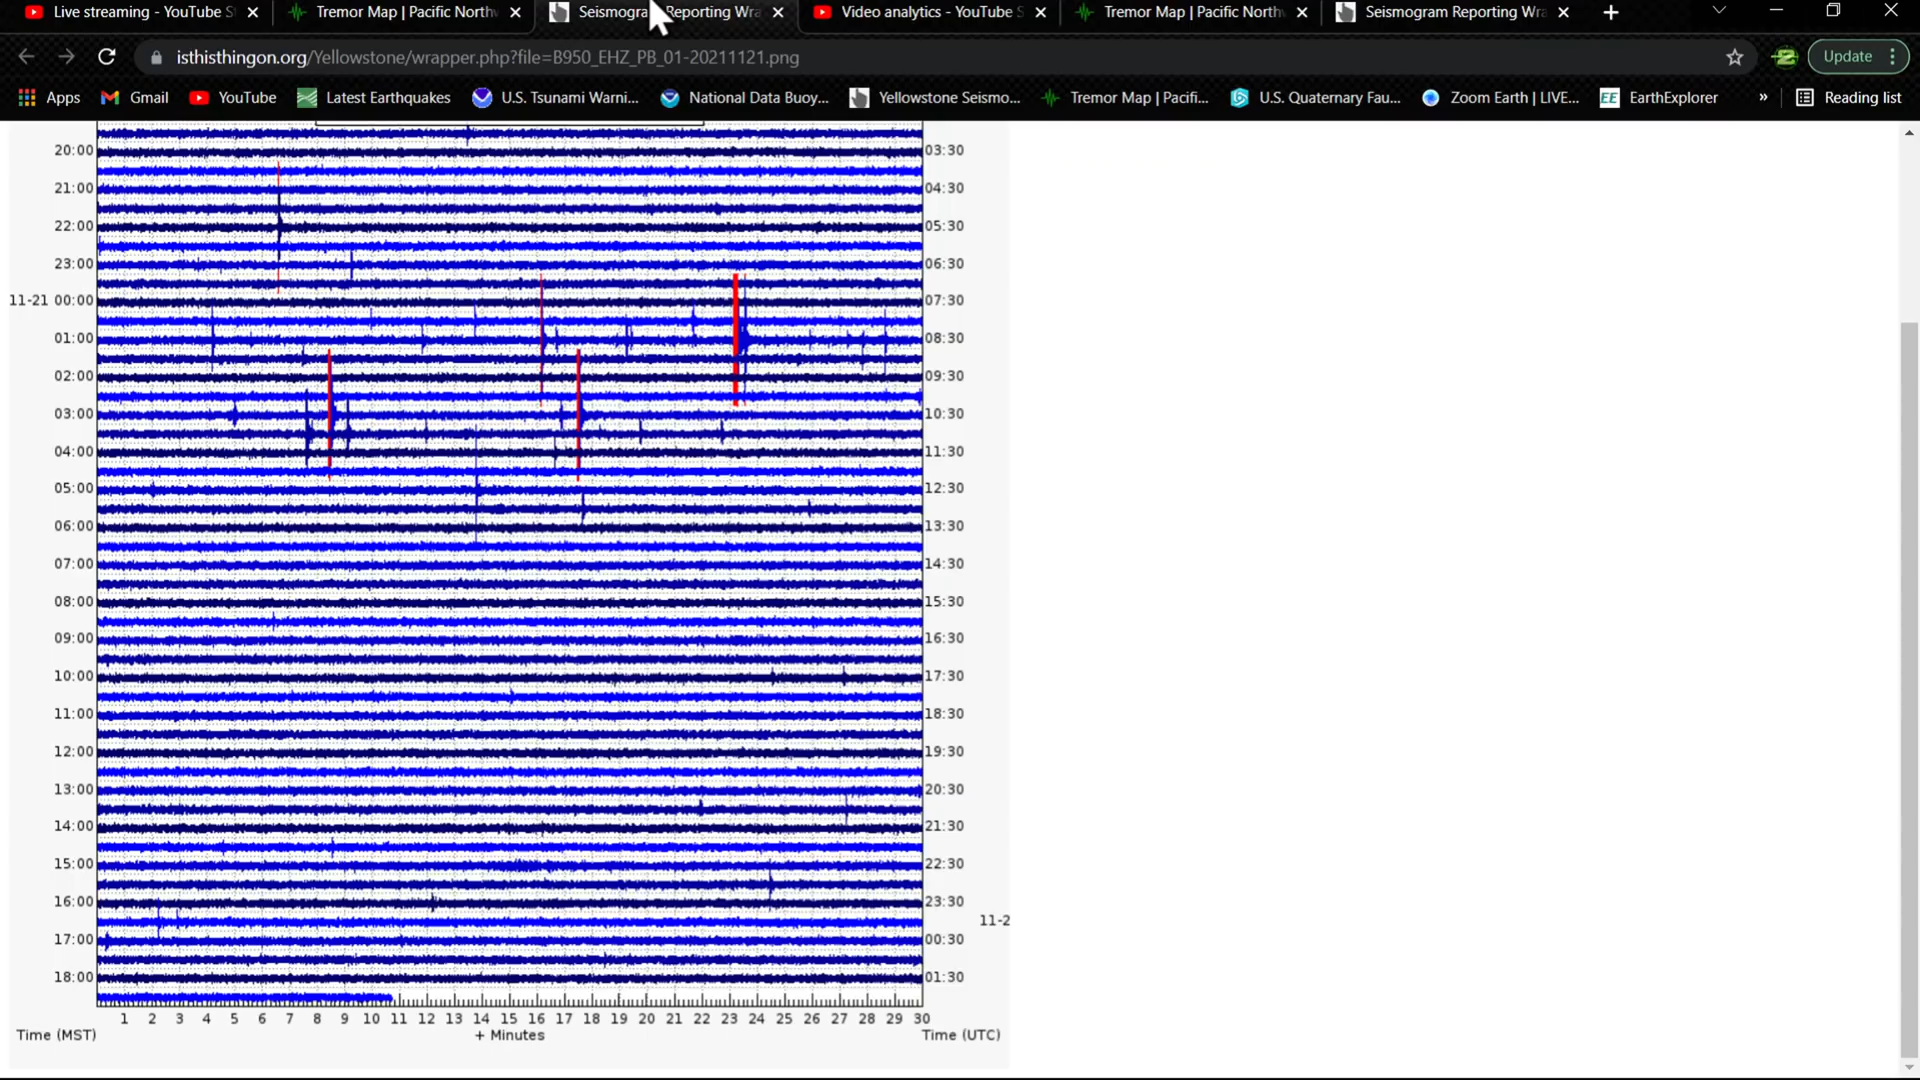 Live streaming - YouTube S
Tremor Map | Pacific North
Seismogra Reporting Wra
Video analytics - YouTube S
Tremor Map | Pacific North
Seismogram Reporting Wra
isthisthingon.org/Yellowstone/wrapper.php?file=B950_EHZ_PB_01-20211121.png
Update
Apps
Gmail
YouTube
Latest Earthquakes
U.S. Tsunami Warni...
National Data Buoy...
Yellowstone Seismo...
Tremor Map | Pacifi...
U.S. Quaternary Fau...
Zoom Earth | LIVE...
EE EarthExplorer
»
Reading list
20:00 03:30
21:00 04:30
22:00 05:30
23:00 06:30
11-21 00:00 07:30
01:00 08:30
02:00 09:30
03:00 10:30
04:00 11:30
05:00 12:30
06:00 13:30
07:00 14:30
08:00 15:30
09:00 16:30
10:00 17:30
11:00 18:30
12:00 19:30
13:00 20:30
14:00 21:30
15:00 22:30
16:00 23:30
11-2
17:00 00:30
18:00 01:30
1 2 3 4 5 6 7 8 9 10 11 12 13 14 15 16 17 18 19 20 21 22 23 24 25 26 27 28 29 30
Time (MST) + Minutes Time (UTC)